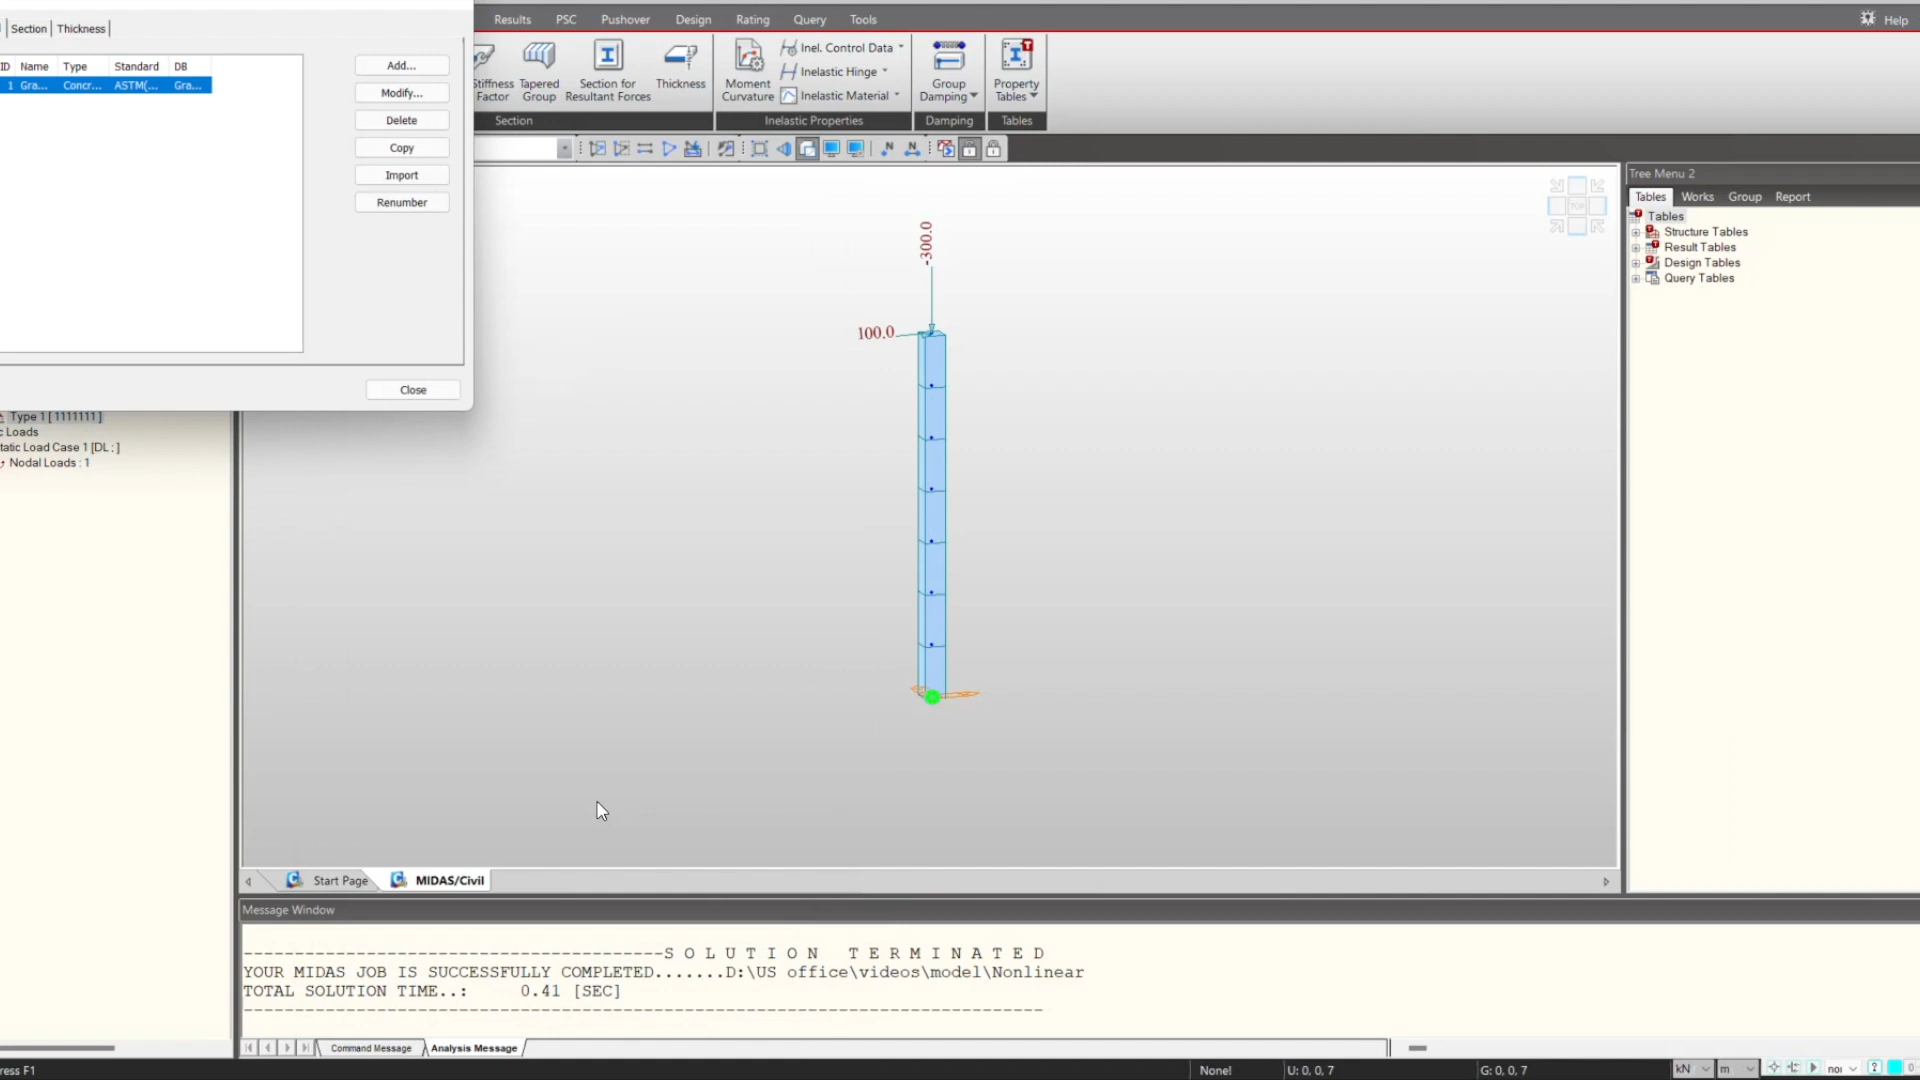 Section Thickness
ID Name Type Standard DB
1 Gra... Concr... ASTM(... Gra...
Add...
Modify...
Delete
Copy
Import
Renumber
Close
Results PSC Pushover Design Rating Query Tools
Help
Stiffness Factor
Tapered Group
Section for Resultant Forces
Thickness
Section
Moment Curvature
Inel. Control Data
Inelastic Hinge
Inelastic Material
Inelastic Properties
Group Damping
Damping
Property Tables
Tables
Type 1 [ 1111111 ]
c Loads
tatic Load Case 1 [DL ; ]
Nodal Loads : 1
-300.0
100.0
TOP
Tree Menu 2
Tables Works Group Report
Tables
Structure Tables
Result Tables
Design Tables
Query Tables
Start Page
MIDAS/Civil
Message Window
--------------------------------------S O L U T I O N   T E R M I N A T E D
YOUR MIDAS JOB IS SUCCESSFULLY COMPLETED.......D:\US office\videos\model\Nonlinear
TOTAL SOLUTION TIME..: 0.41 [SEC]
Command Message
Analysis Message
ress F1
None!
U: 0, 0, 7
G: 0, 0, 7
kN
m
nor